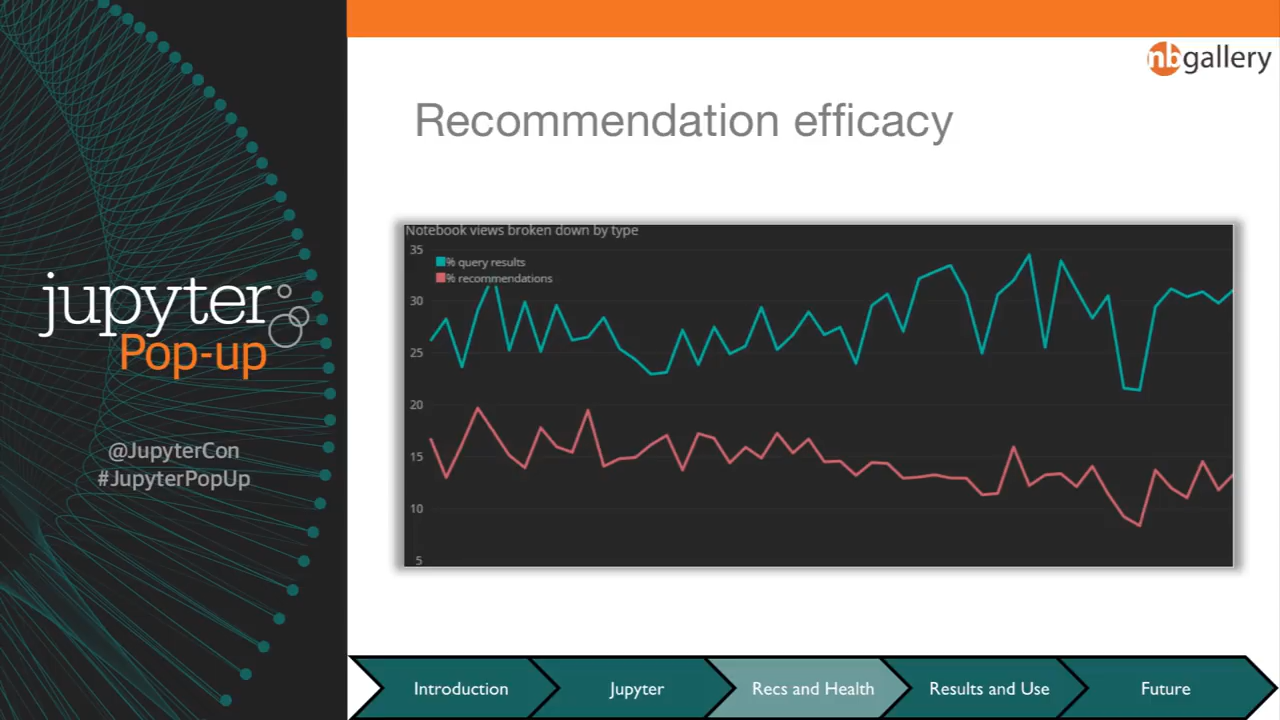 jupyter
Pop-up
@JupyterCon
#JupyterPopUp
nbgallery
Recommendation efficacy
Notebook views broken down by type
35
% query results
% recommendations
30
25
20
15
10
5
Introduction
Jupyter
Recs and Health
Results and Use
Future